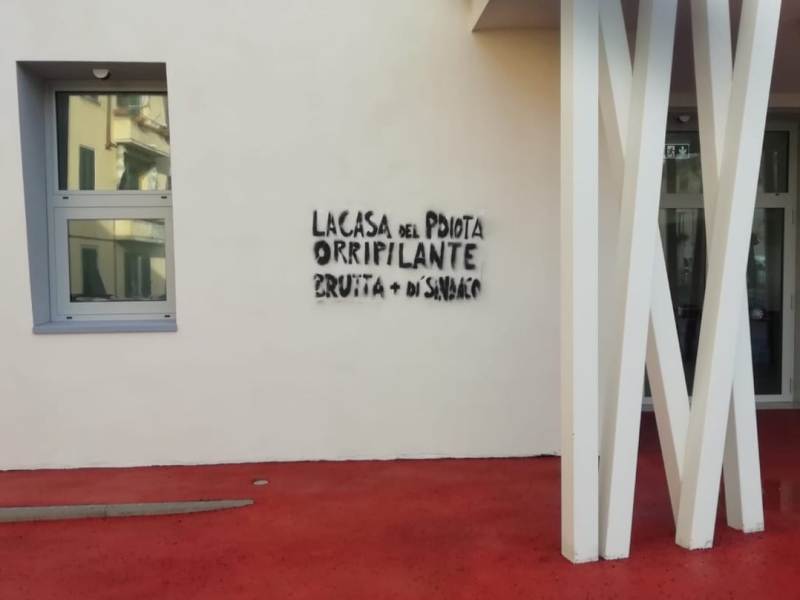 LA CASA DEL PDIOTA
ORRIPILANTE
BRUTTA + DI' SINDACO